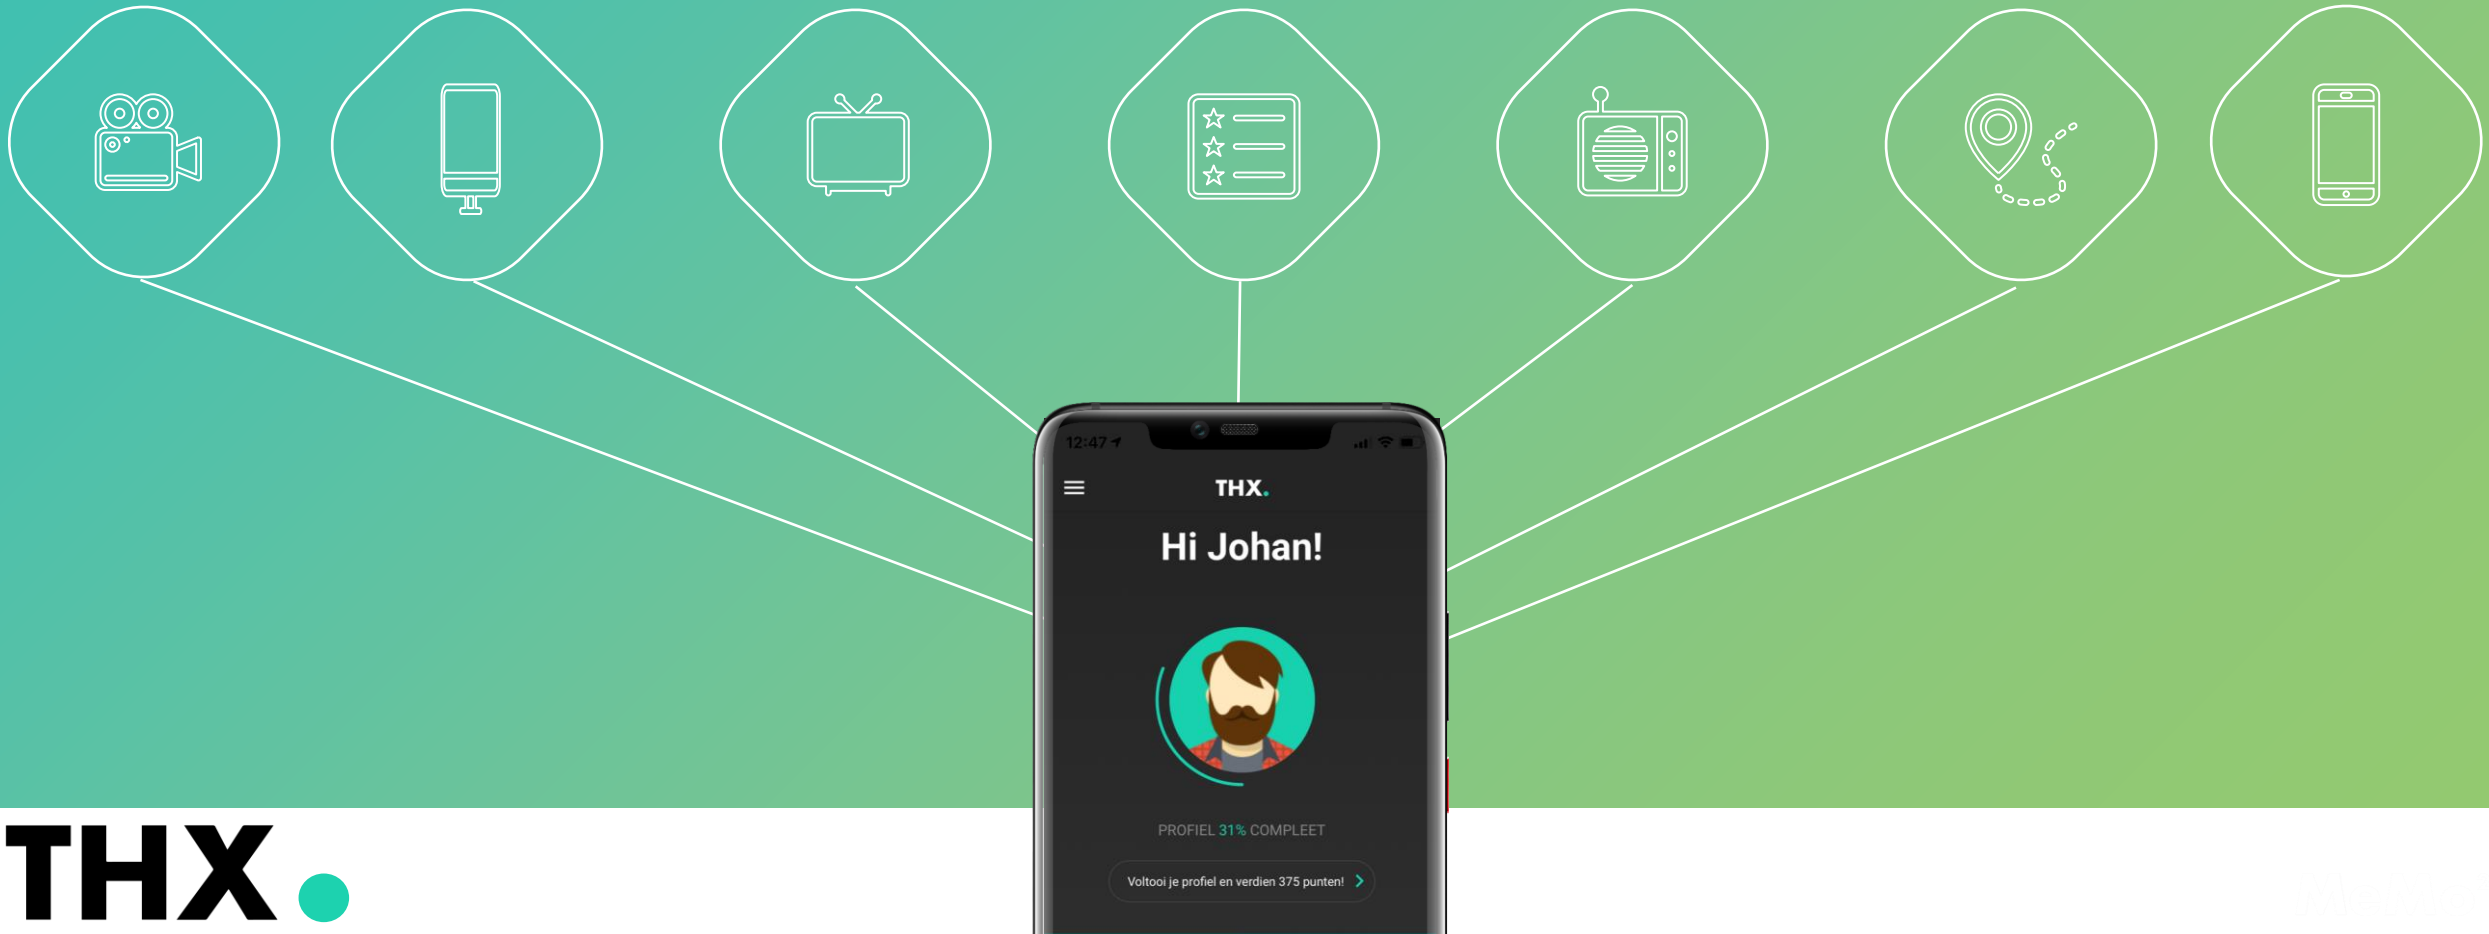 12:47
THX.
Hi Johan!
PROFIEL 31% COMPLEET
Voltooi je profiel en verdien 375 punten!
THX.